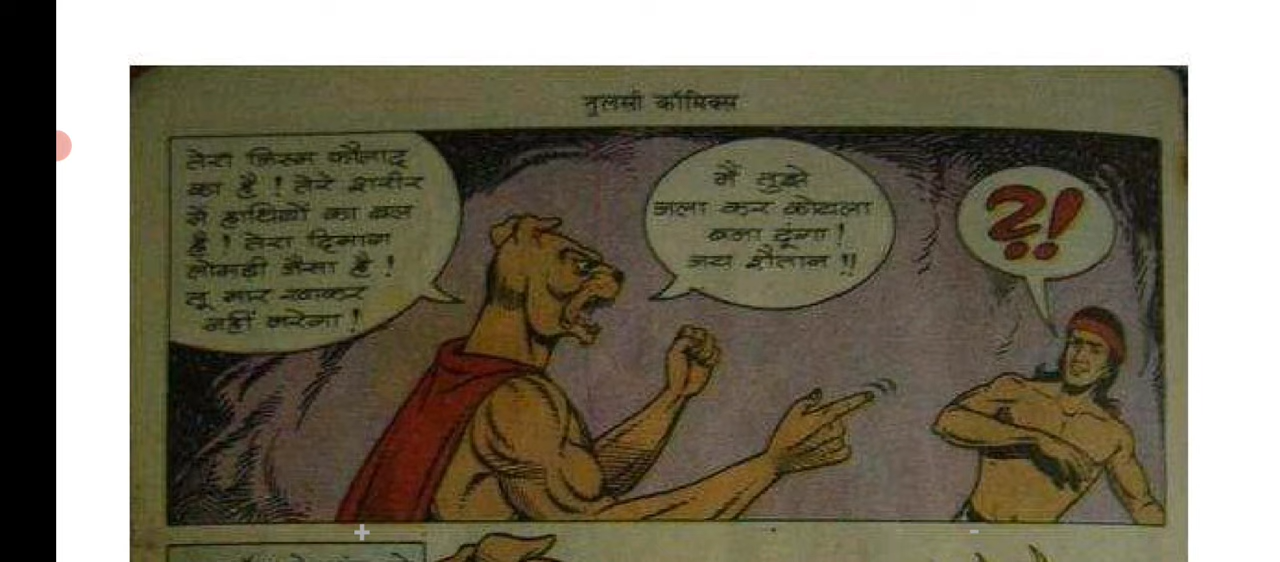 तुलसी कॉमिक्स
तेरा जिस्म फौलाद
का है ! तेरे शरीर
में हाथियों का बल
है ! तेरा दिमाग
लोमड़ी जैसा है !
तू मार खाकर
नहीं मरेगा !
मैं तुझे
जला कर कोयला
बना दूंगा !
जय शैतान !!
?!